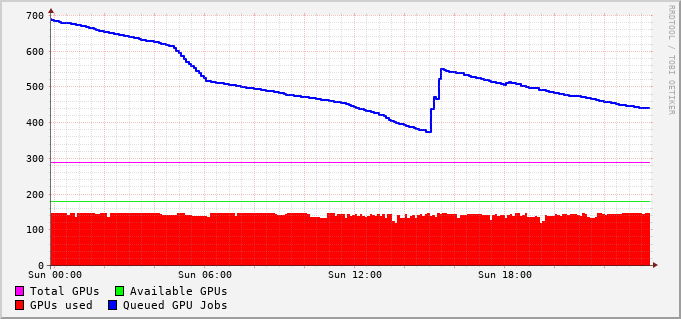 700
600
500
400
300
200
100
0
Sun 00:00 Sun 06:00 Sun 12:00 Sun 18:00
Total GPUs Available GPUs
GPUs used Queued GPU Jobs
RRDTOOL / TOBI OETIKER